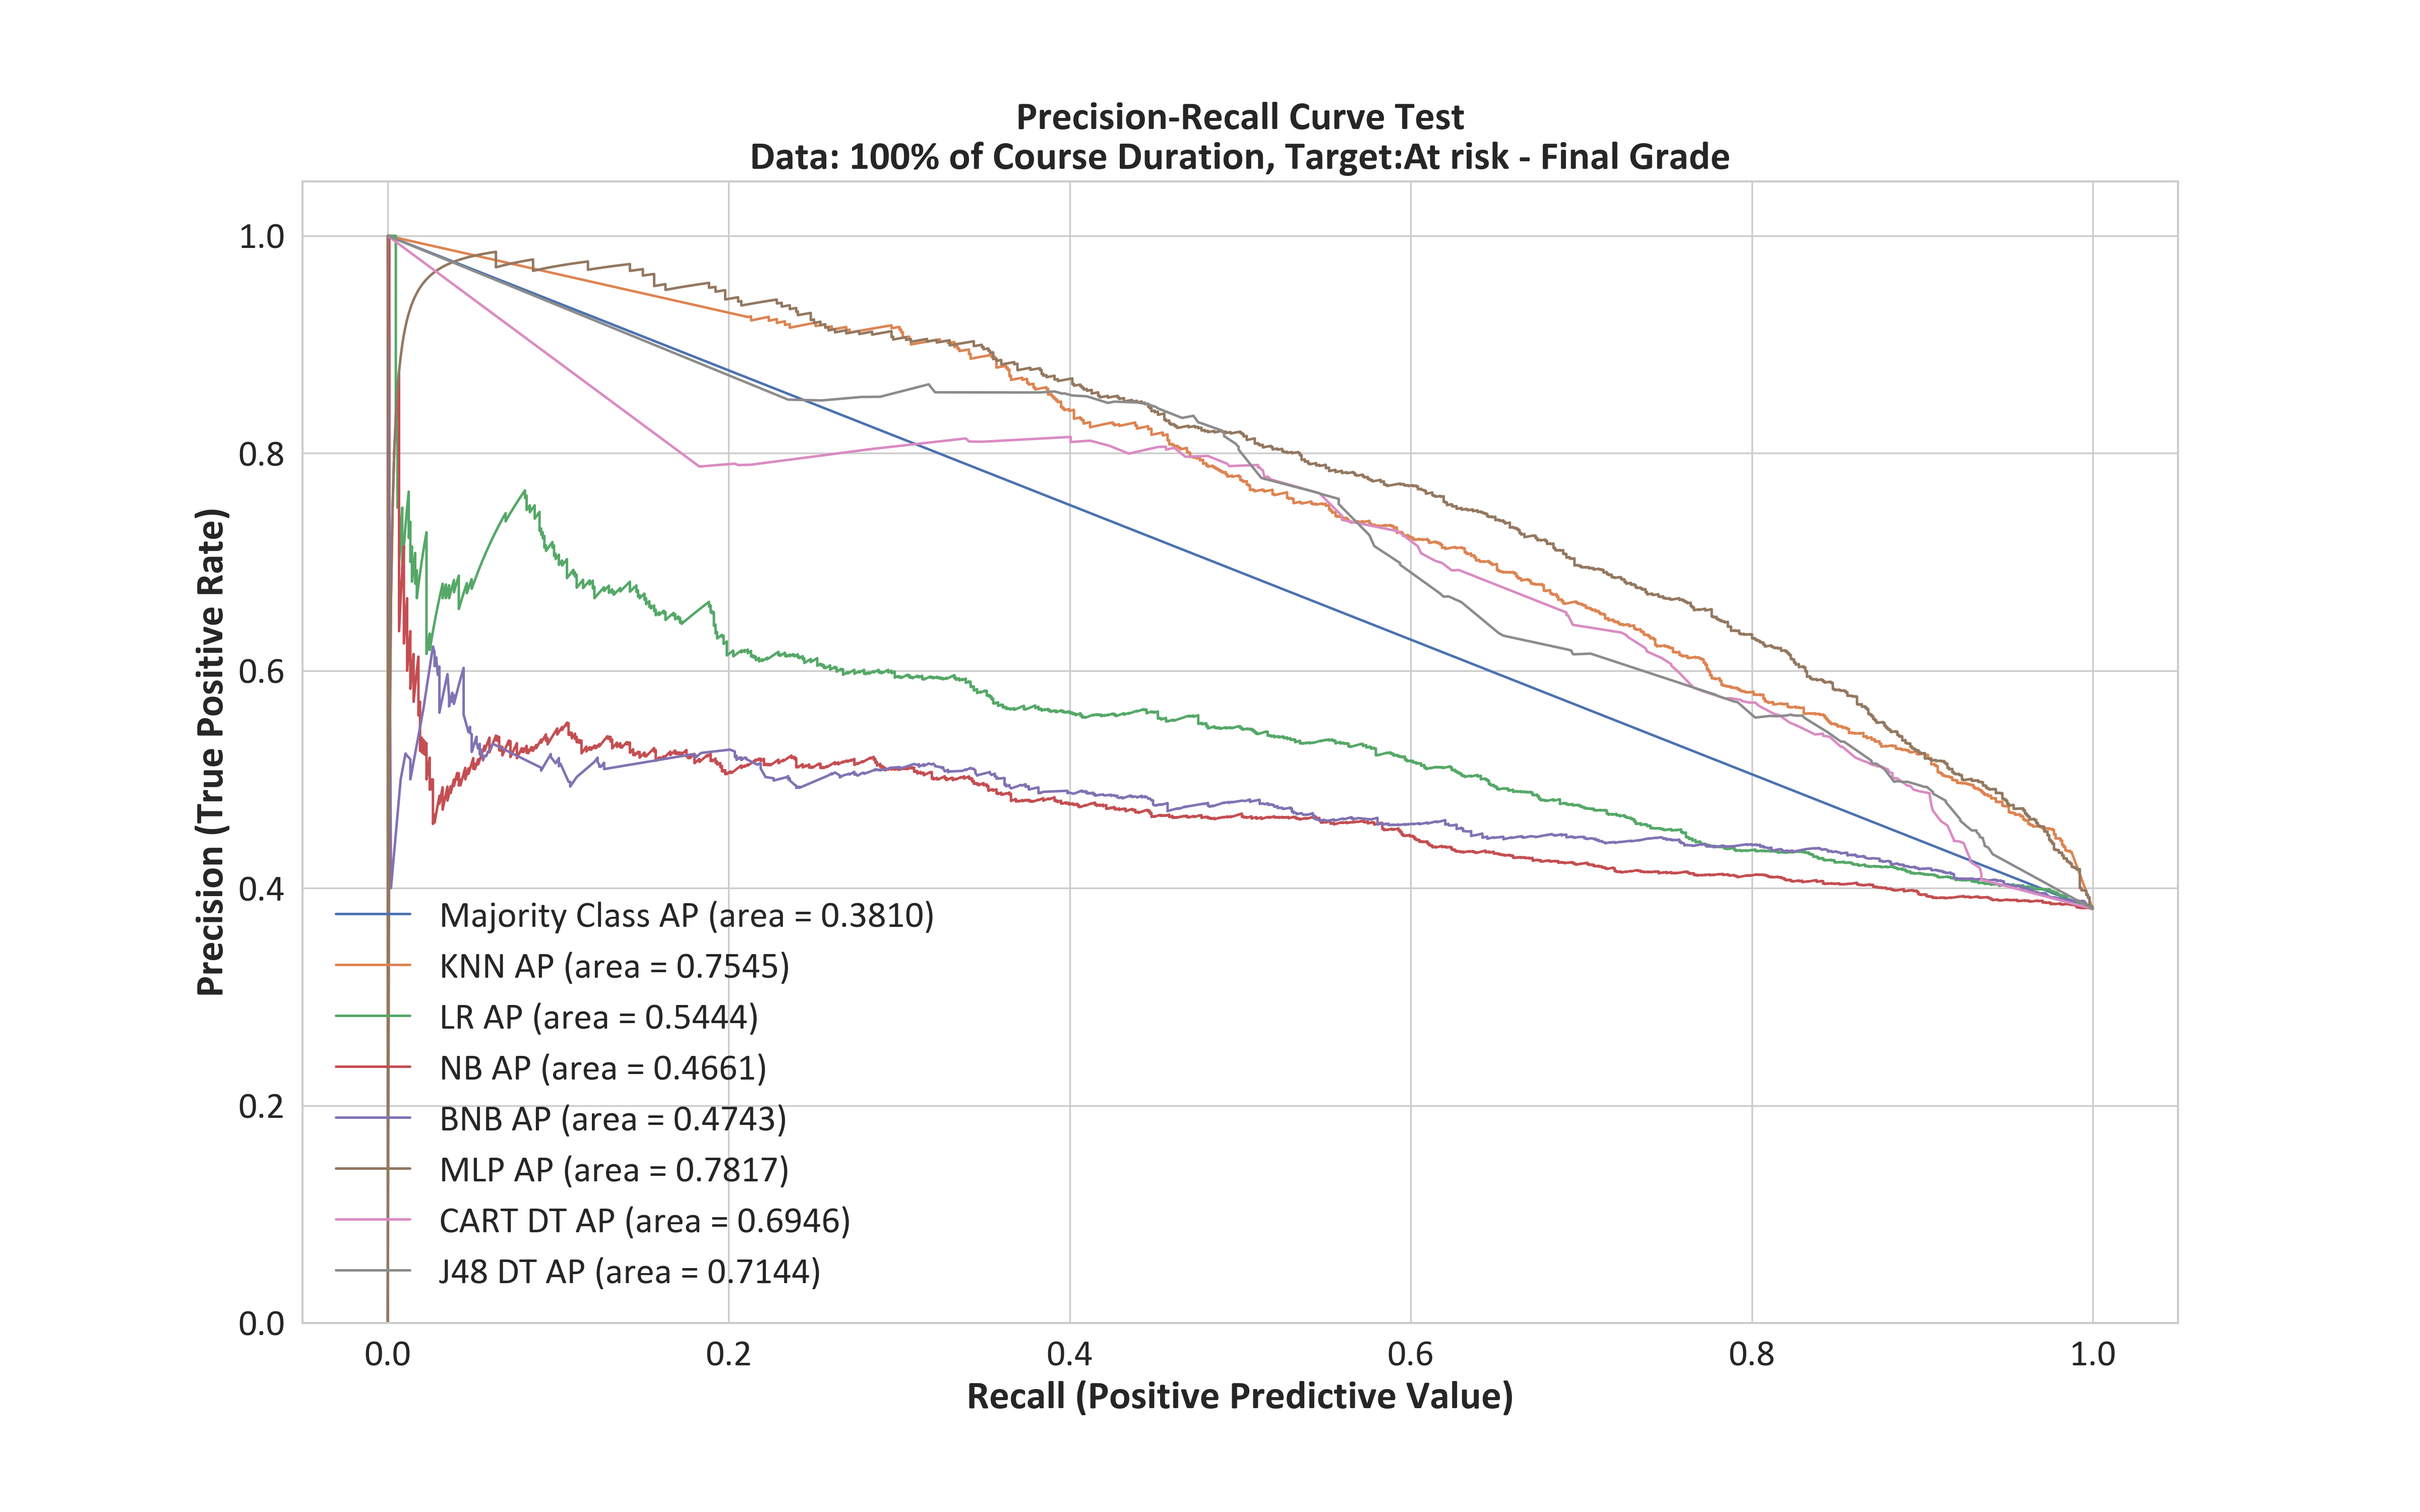 Precision-Recall Curve Test
Data: 100% of Course Duration, Target:At risk - Final Grade
Precision (True Positive Rate)
1.0
0.8
0.6
0.4
0.2
0.0
Majority Class AP (area = 0.3810)
KNN AP (area = 0.7545)
LR AP (area = 0.5444)
NB AP (area = 0.4661)
BNB AP (area = 0.4743)
MLP AP (area = 0.7817)
CART DT AP (area = 0.6946)
J48 DT AP (area = 0.7144)
0.0 0.2 0.4 0.6 0.8 1.0
Recall (Positive Predictive Value)